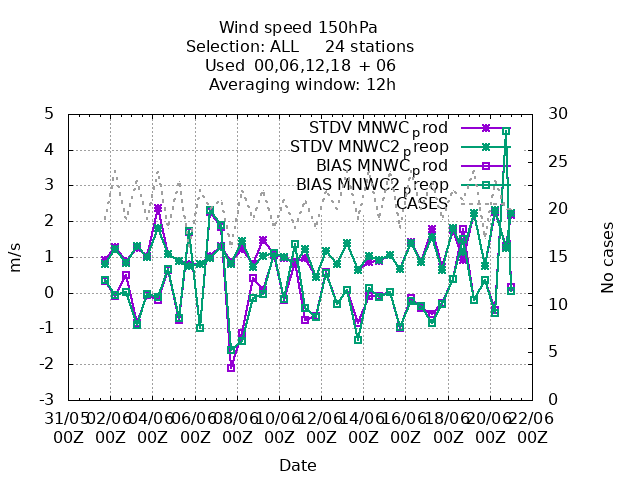 Wind speed 150hPa
Selection: ALL 24 stations
Used 00,06,12,18 + 06
Averaging window: 12h
5
4
3
2
1
0
-1
-2
-3
m/s
30
25
20
15
10
5
0
No cases
STDV MNWC_prod
STDV MNWC2_preop
BIAS MNWC_prod
BIAS MNWC2_preop
CASES
31/05 02/06 04/06 06/06 08/06 10/06 12/06 14/06 16/06 18/06 20/06 22/06
00Z 00Z 00Z 00Z 00Z 00Z 00Z 00Z 00Z 00Z 00Z 00Z
Date